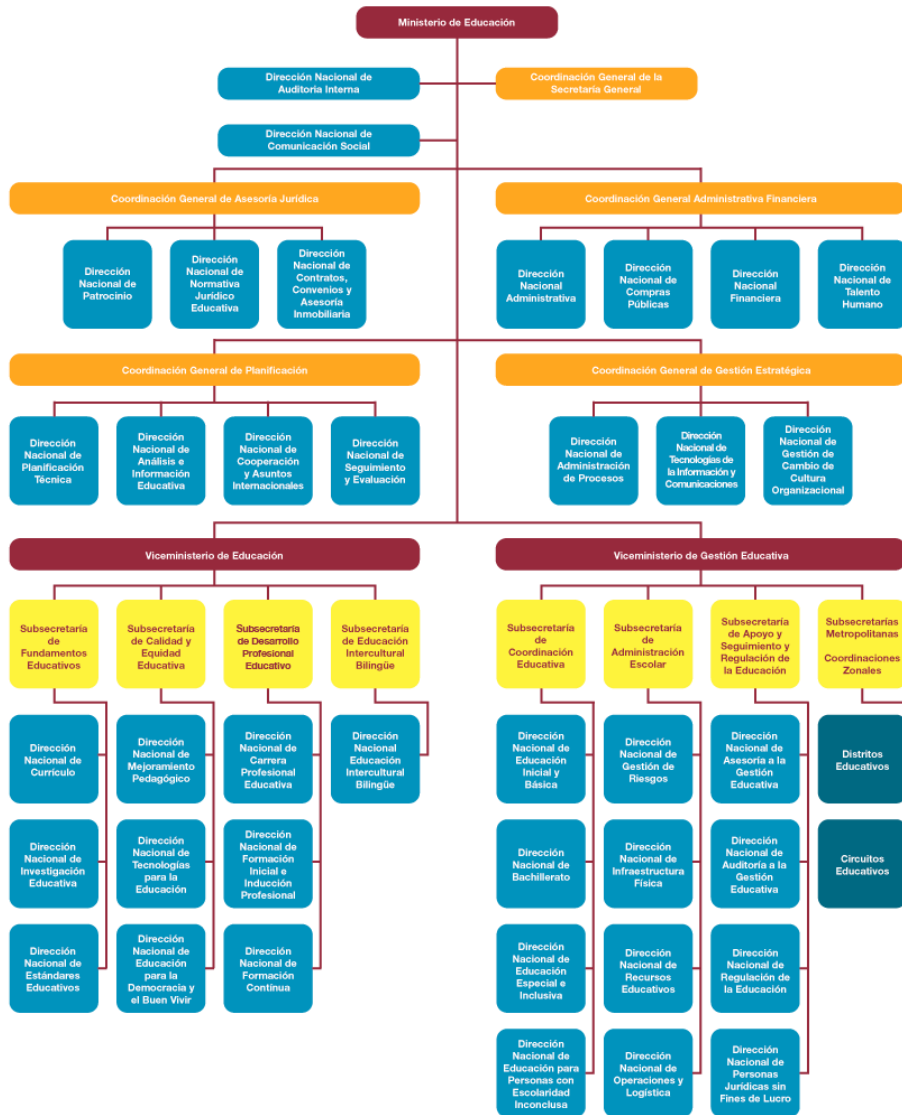 Ministerio de Educación
Dirección Nacional de
Auditoria Interna
Coordinación General de la
Secretaría General
Dirección Nacional de
Comunicación Social
Coordinación General de Asesoría Jurídica
Coordinación General Administrativa Financiera
Dirección
Nacional de
Patrocinio
Dirección
Nacional de
Normativa
Jurídico
Educativa
Dirección
Nacional de
Contratos,
Convenios y
Asesoría
Inmobiliaria
Dirección
Nacional
Administrativa
Dirección
Nacional de
Compras
Públicas
Dirección
Nacional
Financiera
Dirección
Nacional de
Talento
Humano
Coordinación General de Planificación
Coordinación General de Gestión Estratégica
Dirección
Nacional de
Planificación
Técnica
Dirección
Nacional de
Análisis e
Información
Educativa
Dirección
Nacional de
Cooperación
y Asuntos
Internacionales
Dirección
Nacional de
Seguimiento
y Evaluación
Dirección
Nacional de
Administración
de Procesos
Dirección
Nacional de
Tecnologías de
la Información y
Comunicaciones
Dirección
Nacional de
Gestión de
Cambio de
Cultura
Organizacional
Viceministerio de Educación
Viceministerio de Gestión Educativa
Subsecretaría
de
Fundamentos
Educativos
Subsecretaría
de Calidad y
Equidad
Educativa
Subsecretaría
de Desarrollo
Profesional
Educativo
Subsecretaría
de Educación
Intercultural
Bilingüe
Subsecretaría
de
Coordinación
Educativa
Subsecretaría
de
Administración
Escolar
Subsecretaría
de Apoyo y
Seguimiento y
Regulación de
la Educación
Subsecretarías
Metropolitanas
Coordinaciones
Zonales
Dirección
Nacional de
Currículo
Dirección
Nacional de
Mejoramiento
Pedagógico
Dirección
Nacional de
Carrera
Profesional
Educativa
Dirección
Nacional
Educación
Intercultural
Bilingüe
Dirección
Nacional de
Educación
Inicial y
Básica
Dirección
Nacional de
Gestión de
Riesgos
Dirección
Nacional de
Asesoría a la
Gestión
Educativa
Distritos
Educativos
Dirección
Nacional de
Investigación
Educativa
Dirección
Nacional de
Tecnologías
para la
Educación
Dirección
Nacional de
Formación
Inicial e
Inducción
Profesional
Dirección
Nacional de
Bachillerato
Dirección
Nacional de
Infraestructura
Física
Dirección
Nacional de
Auditoría a la
Gestión
Educativa
Circuitos
Educativos
Dirección
Nacional de
Estándares
Educativos
Dirección
Nacional de
Educación
para la
Democracia y
el Buen Vivir
Dirección
Nacional de
Formación
Contínua
Dirección
Nacional de
Educación
Especial e
Inclusiva
Dirección
Nacional de
Recursos
Educativos
Dirección
Nacional de
Regulación de
la Educación
Dirección
Nacional de
Educación para
Personas con
Escolaridad
Inconclusa
Dirección
Nacional de
Operaciones y
Logística
Dirección
Nacional de
Personas
Jurídicas sin
Fines de Lucro